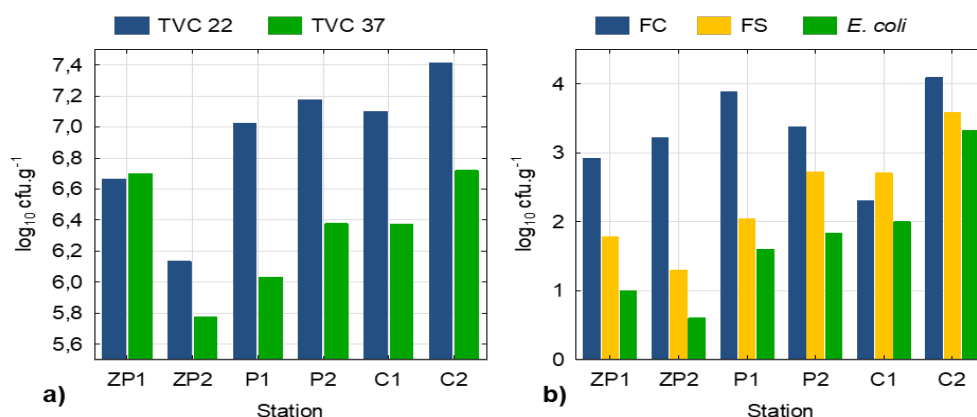 TVC 22 TVC 37
7,4
7,2
7,0
6,8
6,6
6,4
6,2
6,0
5,8
5,6
log10 cfu.g-1
ZP1 ZP2 P1 P2 C1 C2
Station
a)
FC FS E. coli
4
3
2
1
0
log10 cfu.g-1
ZP1 ZP2 P1 P2 C1 C2
Station
b)